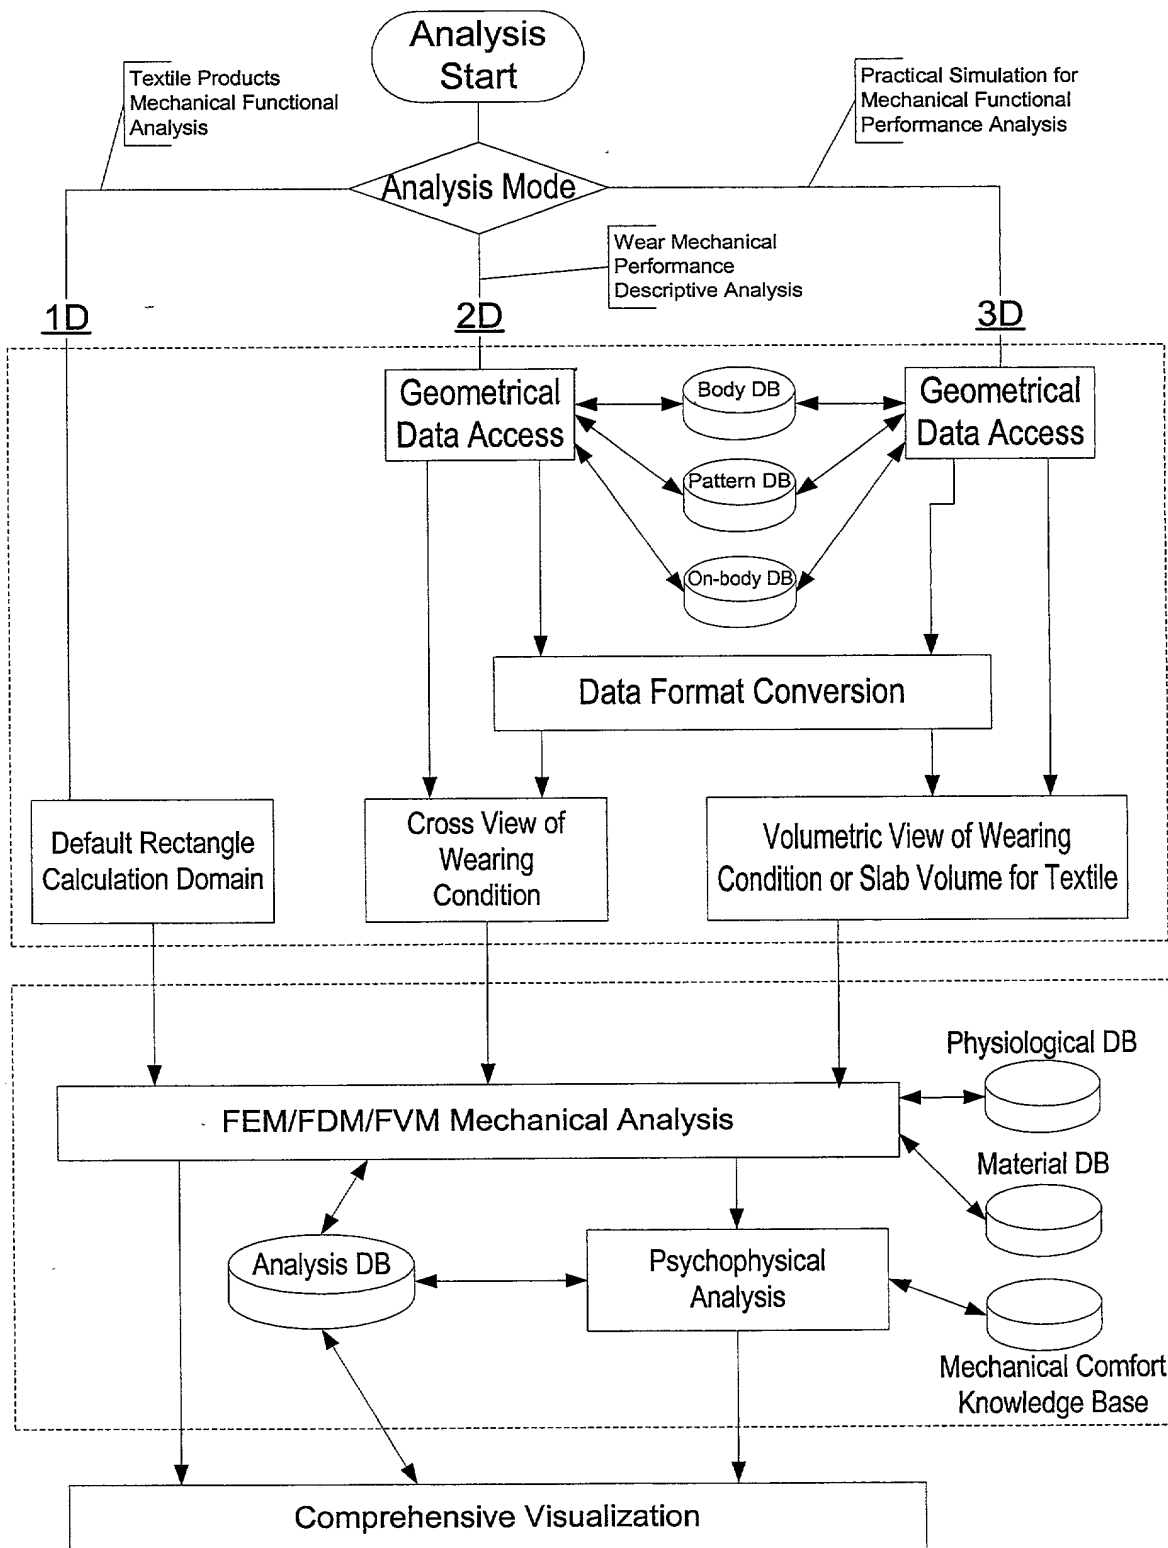 Analysis
Start
Textile Products
Mechanical Functional
Analysis
Practical Simulation for
Mechanical Functional
Performance Analysis
Analysis Mode
Wear Mechanical
Performance
Descriptive Analysis
1D
2D
3D
Geometrical
Data Access
Body DB
Geometrical
Data Access
Pattern DB
On-body DB
Data Format Conversion
Default Rectangle
Calculation Domain
Cross View of
Wearing
Condition
Volumetric View of Wearing
Condition or Slab Volume for Textile
Physiological DB
FEM/FDM/FVM Mechanical Analysis
Material DB
Analysis DB
Psychophysical
Analysis
Mechanical Comfort
Knowledge Base
Comprehensive Visualization